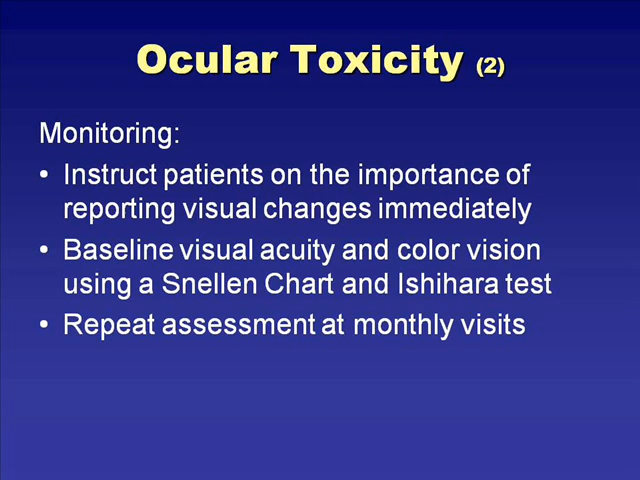 Ocular Toxicity (2)
Monitoring:
• Instruct patients on the importance of
reporting visual changes immediately
• Baseline visual acuity and color vision
using a Snellen Chart and Ishihara test
• Repeat assessment at monthly visits